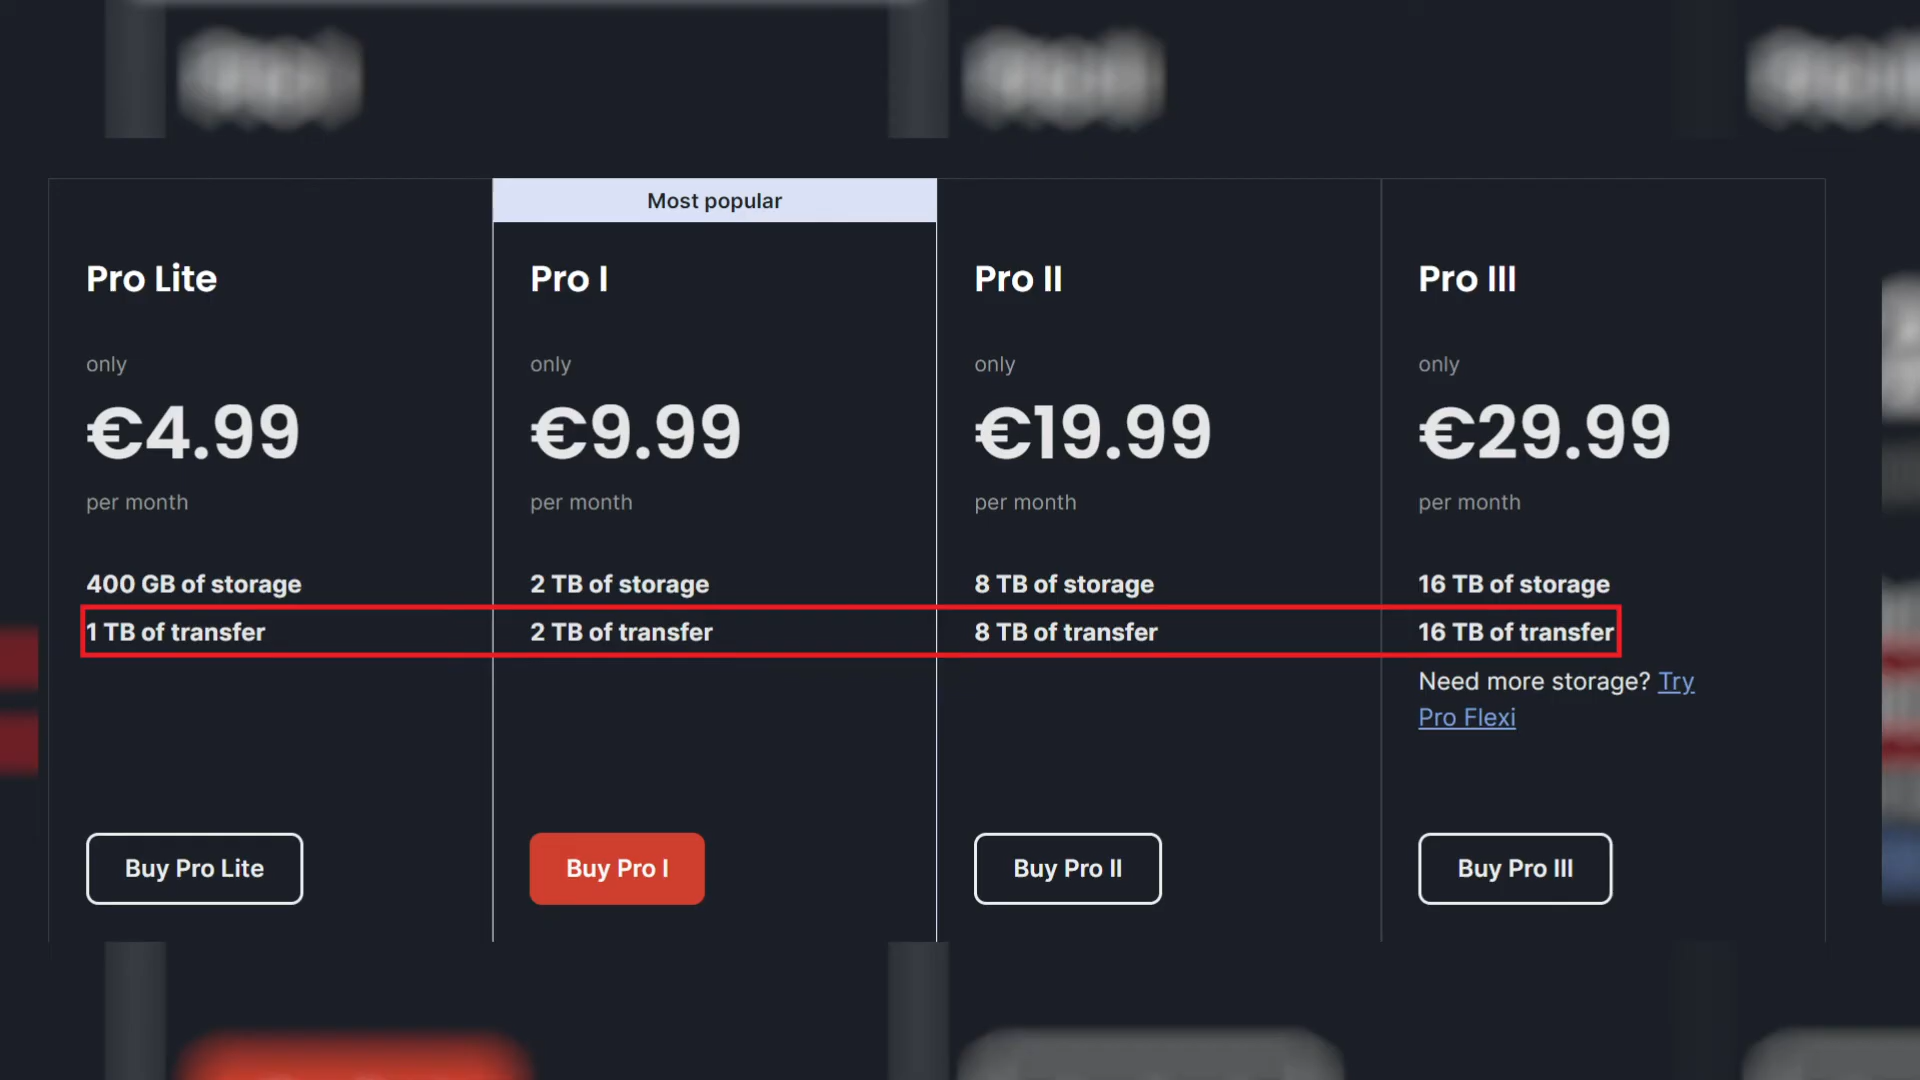 Most popular
Pro Lite
only
€4.99
per month
400 GB of storage
1 TB of transfer
Buy Pro Lite
Pro I
only
€9.99
per month
2 TB of storage
2 TB of transfer
Buy Pro I
Pro II
only
€19.99
per month
8 TB of storage
8 TB of transfer
Buy Pro II
Pro III
only
€29.99
per month
16 TB of storage
16 TB of transfer
Need more storage? Try
Pro Flexi
Buy Pro III